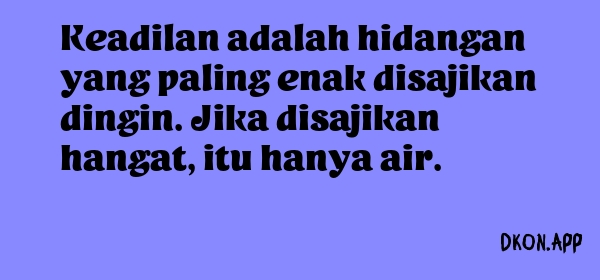 Keadilan adalah hidangan
yang paling enak disajikan
dingin. Jika disajikan
hangat, itu hanya air.
DKON.APP